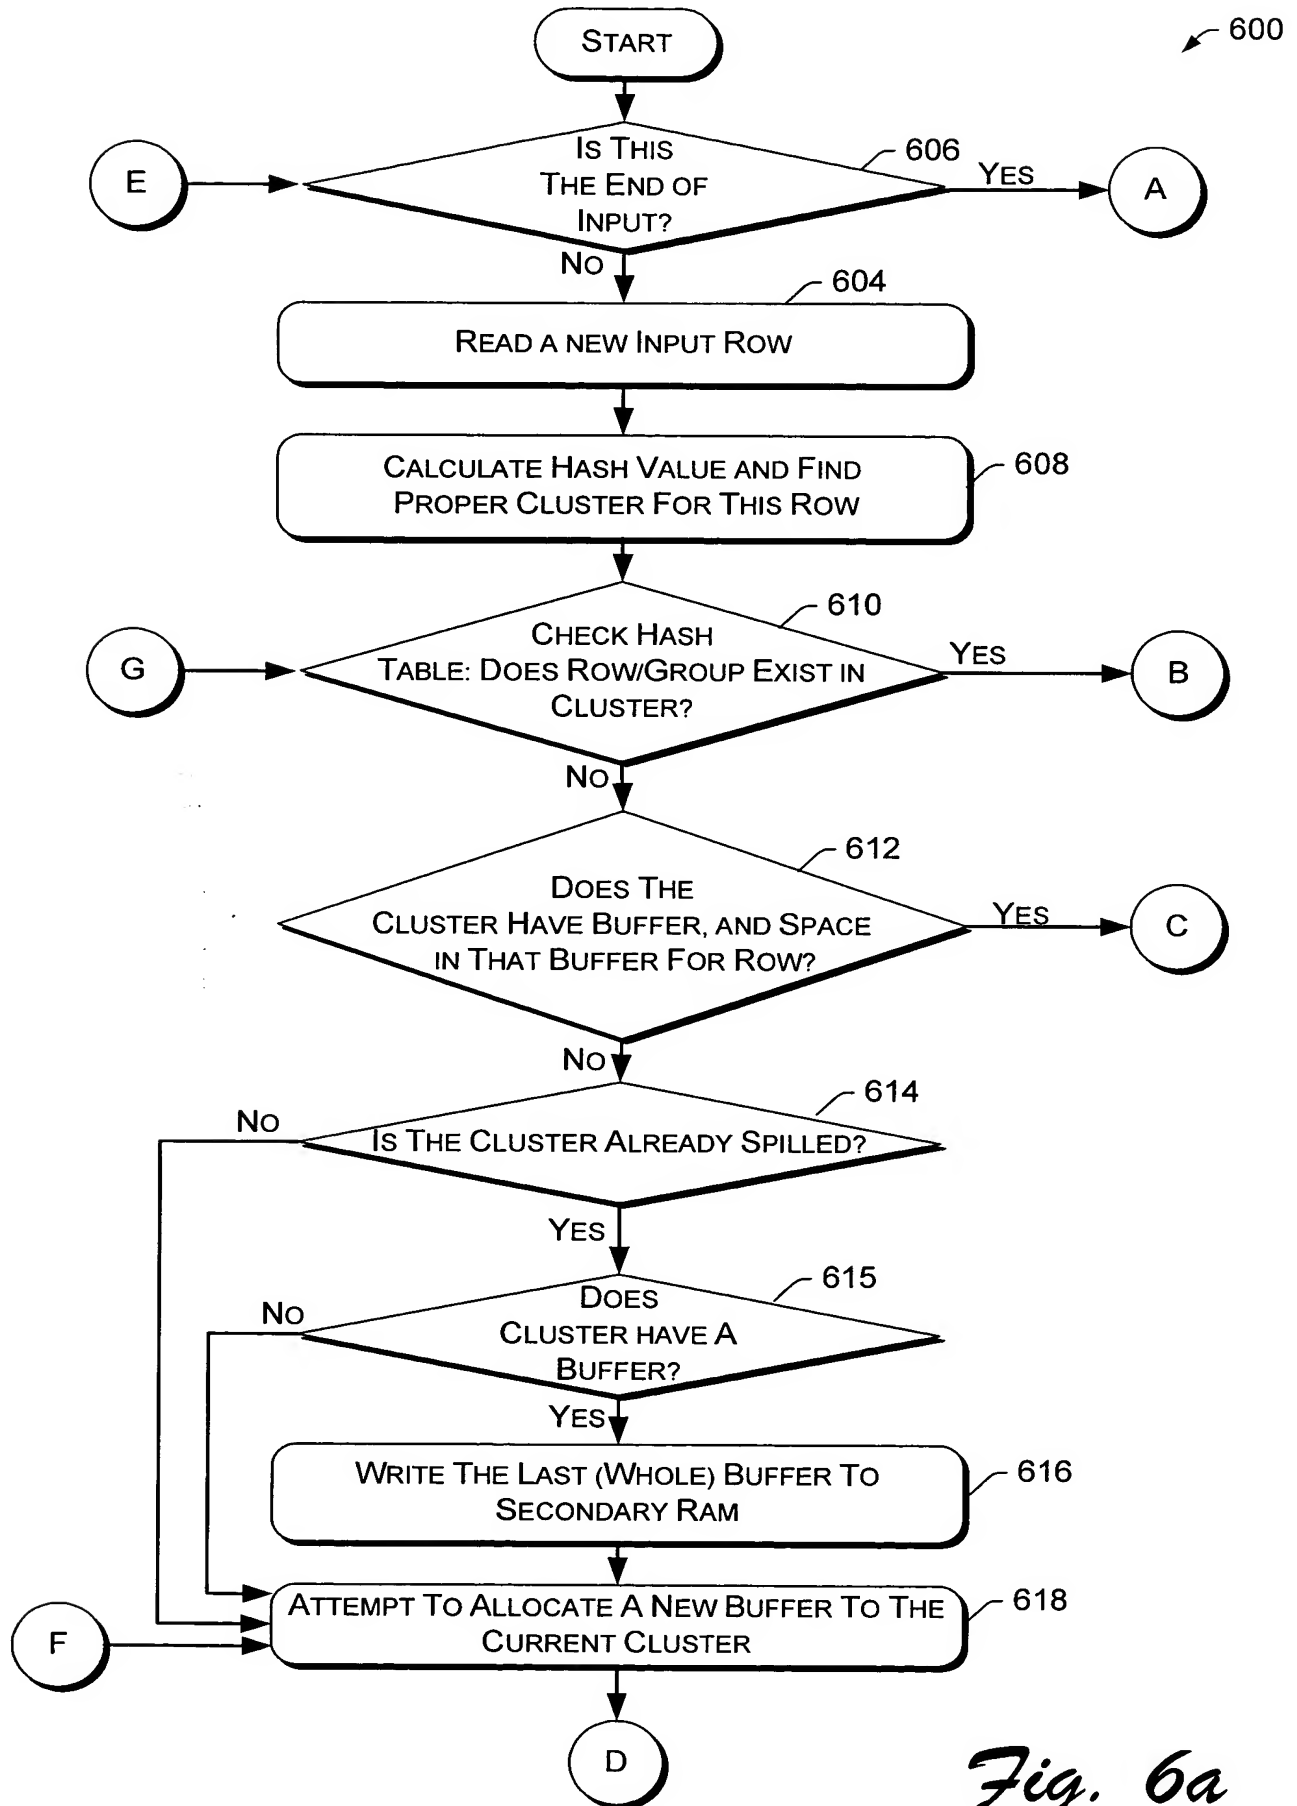 START
600
E
IS THIS
THE END OF
INPUT?
606
YES
A
NO
604
READ A NEW INPUT ROW
CALCULATE HASH VALUE AND FIND
PROPER CLUSTER FOR THIS ROW
608
G
CHECK HASH
TABLE: DOES ROW/GROUP EXIST IN
CLUSTER?
610
YES
B
NO
DOES THE
CLUSTER HAVE BUFFER, AND SPACE
IN THAT BUFFER FOR ROW?
612
YES
C
NO
614
NO
IS THE CLUSTER ALREADY SPILLED?
YES
615
NO
DOES
CLUSTER HAVE A
BUFFER?
YES
WRITE THE LAST (WHOLE) BUFFER TO
SECONDARY RAM
616
F
ATTEMPT TO ALLOCATE A NEW BUFFER TO THE
CURRENT CLUSTER
618
D
Fig. 6a